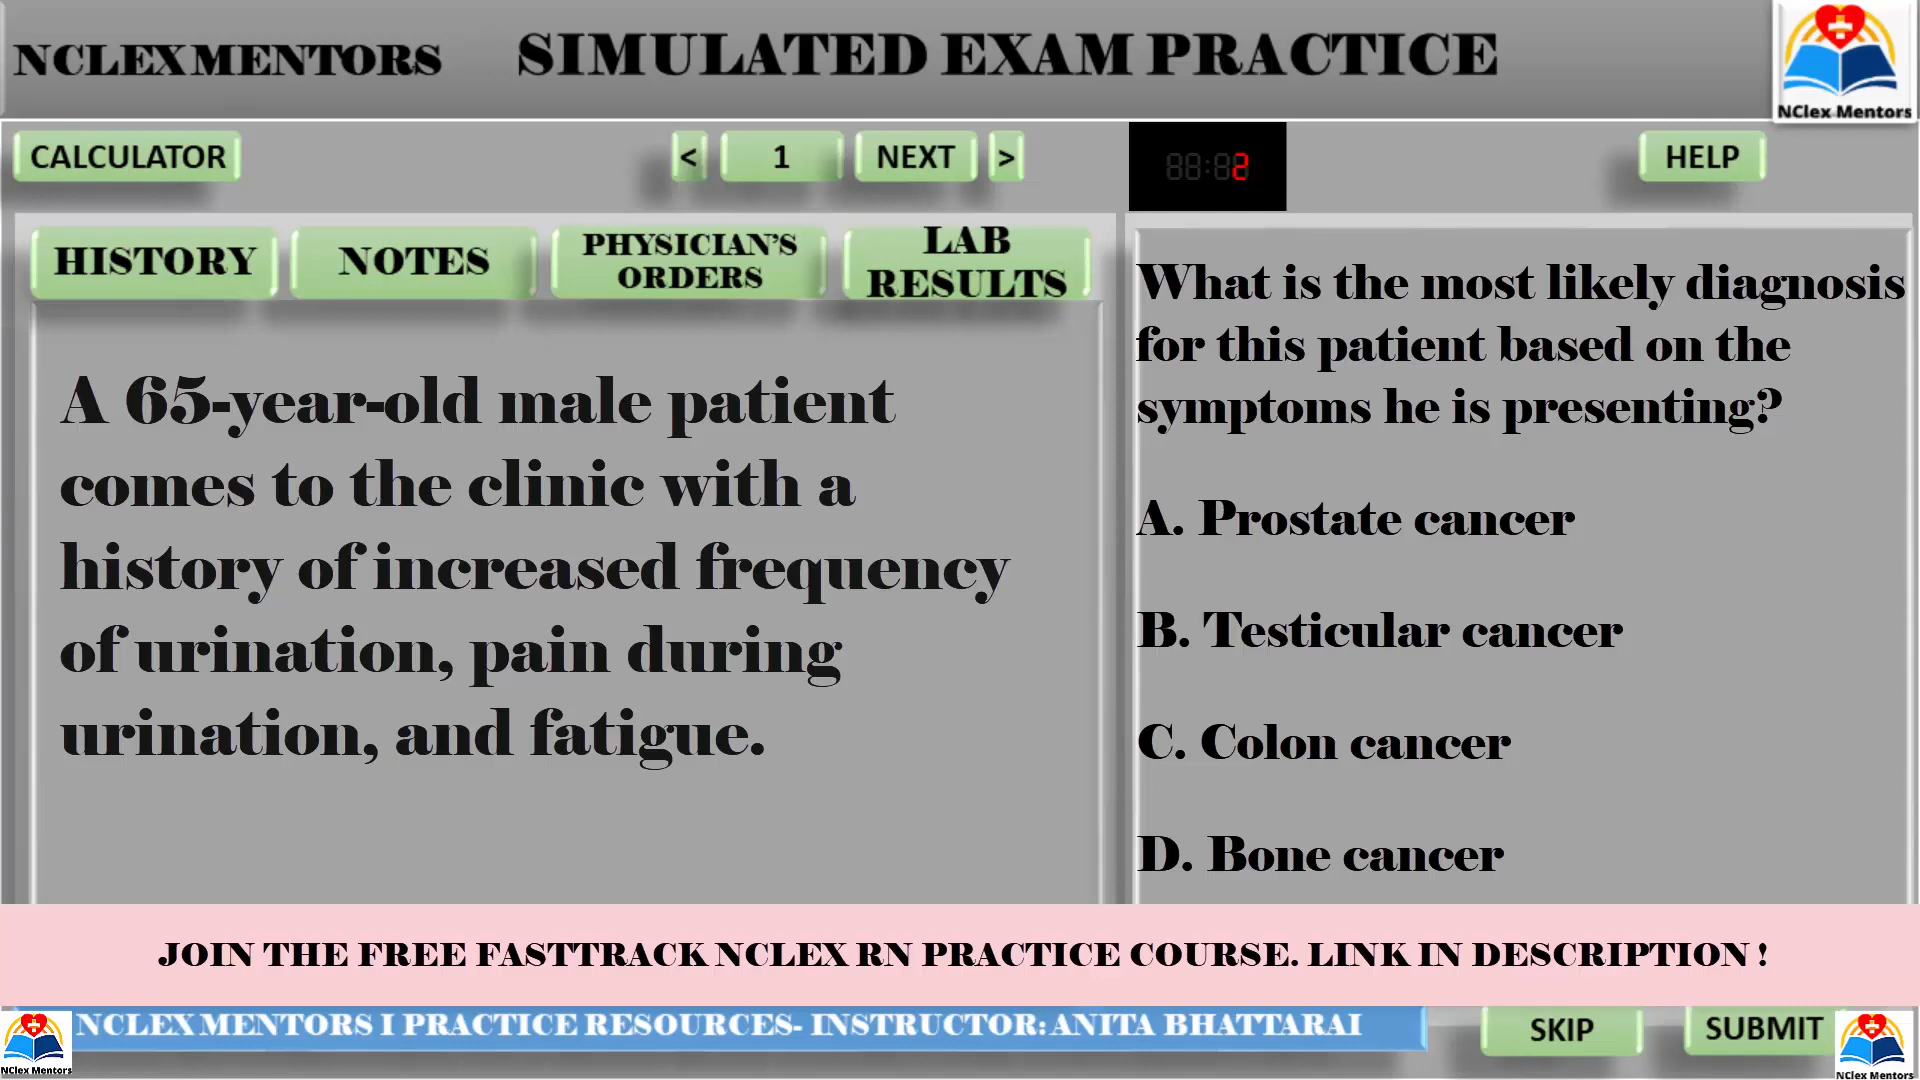 NCLEX MENTORS
SIMULATED EXAM PRACTICE
NClex Mentors
CALCULATOR
<
1
NEXT
>
2
HELP
HISTORY
NOTES
PHYSICIAN'S
ORDERS
LAB
RESULTS
A 65-year-old male patient
comes to the clinic with a
history of increased frequency
of urination, pain during
urination, and fatigue.
What is the most likely diagnosis
for this patient based on the
symptoms he is presenting?
A. Prostate cancer
B. Testicular cancer
C. Colon cancer
D. Bone cancer
JOIN THE FREE FASTTRACK NCLEX RN PRACTICE COURSE. LINK IN DESCRIPTION !
NClex Mentors
NCLEX MENTORS I PRACTICE RESOURCES- INSTRUCTOR: ANITA BHATTARAI
SKIP
SUBMIT
NClex Mentors